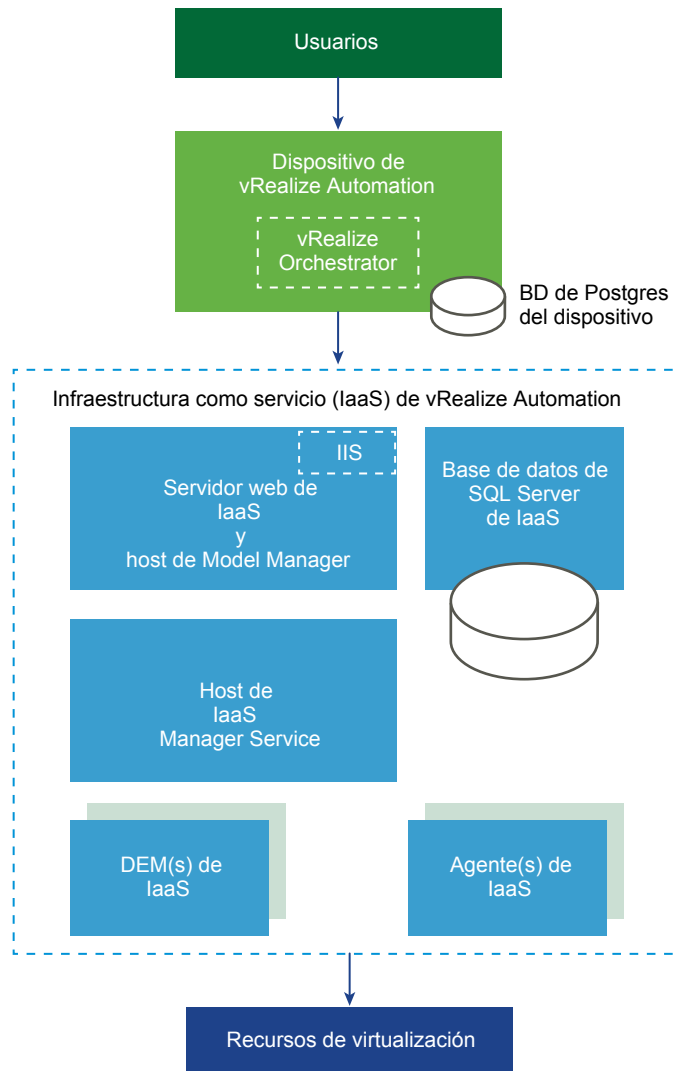 Usuarios
Dispositivo de
vRealize Automation
vRealize
Orchestrator
BD de Postgres
del dispositivo
Infraestructura como servicio (IaaS) de vRealize Automation
IIS
Servidor web de
IaaS
y
host de Model Manager
Base de datos de
SQL Server
de IaaS
Host de
IaaS
Manager Service
DEM(s) de
IaaS
Agente(s) de
IaaS
Recursos de virtualización